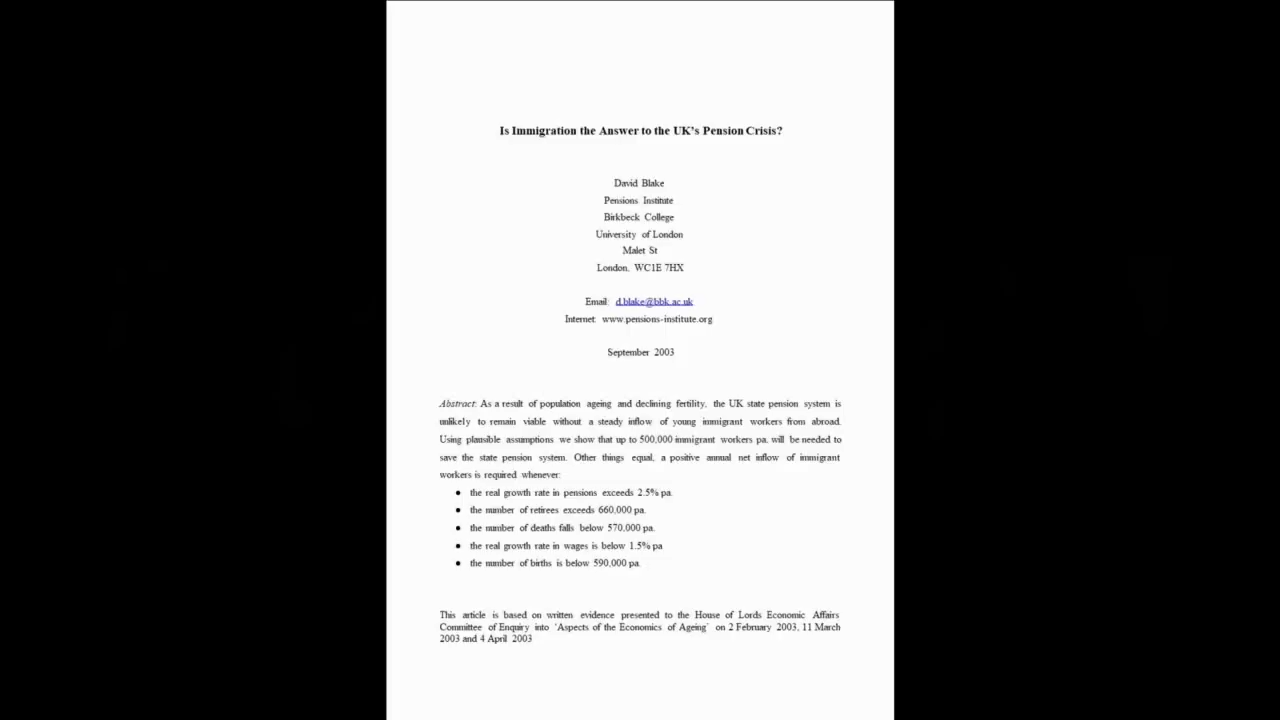 Is Immigration the Answer to the UK's Pension Crisis?
David Blake
Pensions Institute
Birkbeck College
University of London
Malet St
London, WC1E 7HX
Email: d.blake@bbk.ac.uk
Internet: www.pensions-institute.org
September 2003
Abstract: As a result of population ageing and declining fertility, the UK state pension system is
unlikely to remain viable without a steady inflow of young immigrant workers from abroad.
Using plausible assumptions we show that up to 500,000 immigrant workers pa. will be needed to
save the state pension system. Other things equal, a positive annual net inflow of immigrant
workers is required whenever:
● the real growth rate in pensions exceeds 2.5% pa.
● the number of retirees exceeds 660,000 pa.
● the number of deaths falls below 570,000 pa.
● the real growth rate in wages is below 1.5% pa
● the number of births is below 590,000 pa.
This article is based on written evidence presented to the House of Lords Economic Affairs
Committee of Enquiry into 'Aspects of the Economics of Ageing' on 2 February 2003, 11 March
2003 and 4 April 2003